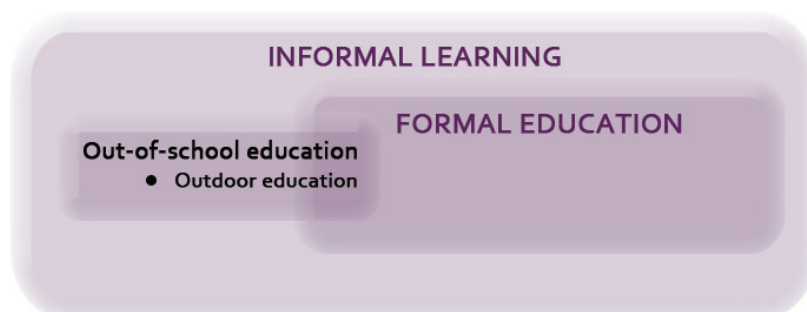 INFORMAL LEARNING
FORMAL EDUCATION
Out-of-school education
• Outdoor education